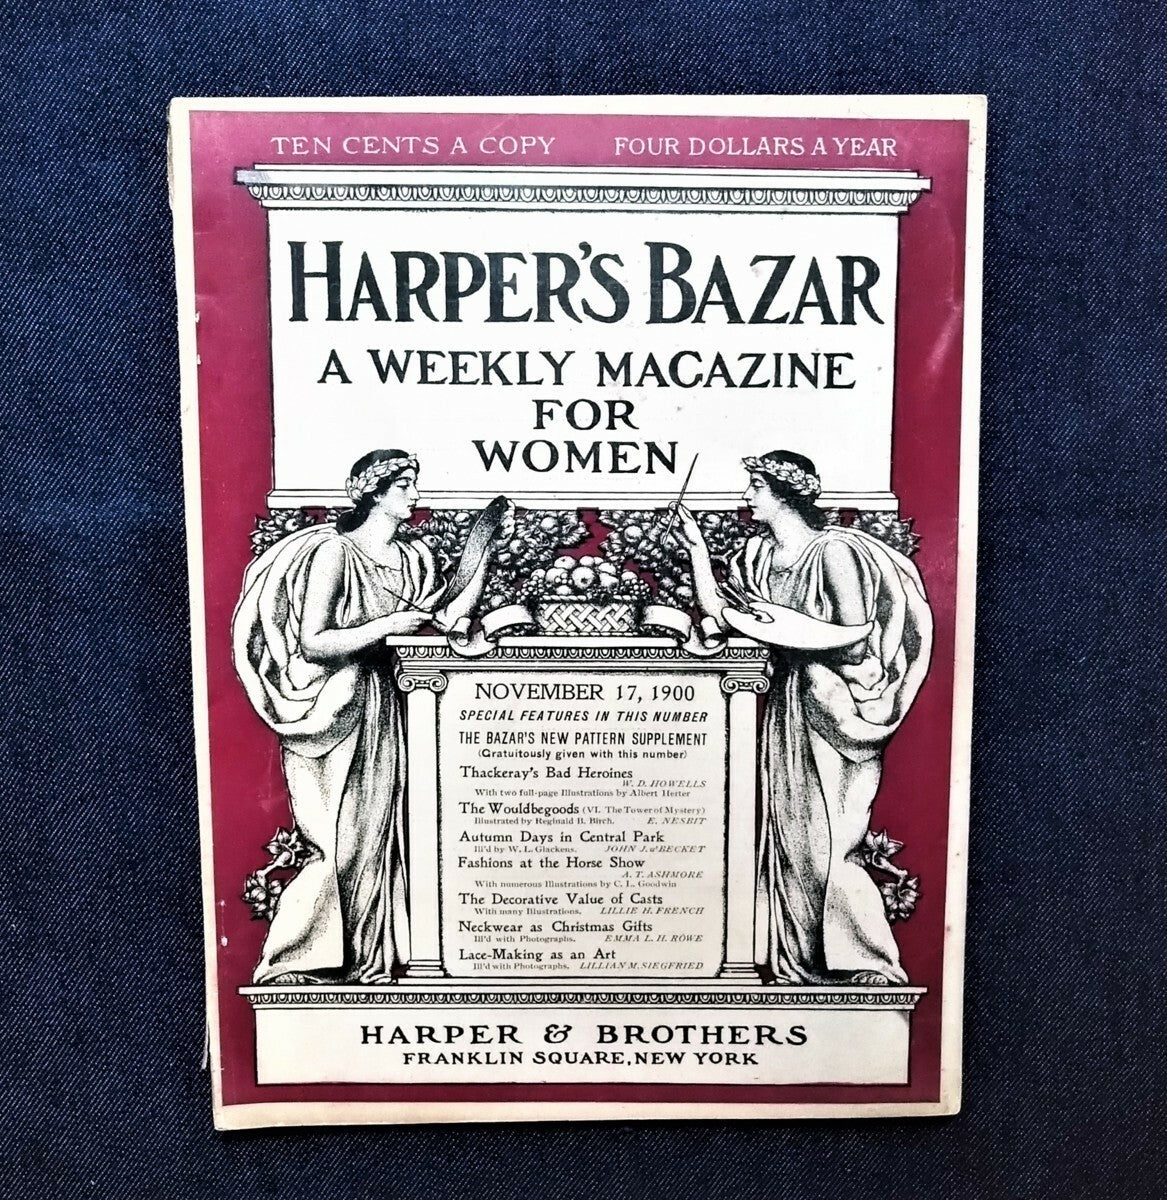 TEN CENTS A COPY FOUR DOLLARS A YEAR
HARPER'S BAZAR
A WEEKLY MAGAZINE
FOR
WOMEN
NOVEMBER 17, 1900
SPECIAL FEATURES IN THIS NUMBER
THE BAZAR'S NEW PATTERN SUPPLEMENT
(Gratuitously given with this number)
Thackeray's Bad Heroines
W. D. HOWELLS
With two full-page Illustrations by Albert Herter
The Wouldbegoods (VI. The Tower of Mystery)
Illustrated by Reginald B. Birch. E. NESBIT
Autumn Days in Central Park
Ill'd by W. L. Glackens. JOHN J. a'BECKET
Fashions at the Horse Show
A. T. ASHMORE
With numerous Illustrations by C. L. Goodwin
The Decorative Value of Casts
With many Illustrations. LILLIE H. FRENCH
Neckwear as Christmas Gifts
Ill'd with Photographs. EMMA L. H. ROWE
Lace-Making as an Art
Ill'd with Photographs. LILLIAN M. SIEGFRIED
HARPER & BROTHERS
FRANKLIN SQUARE, NEW YORK